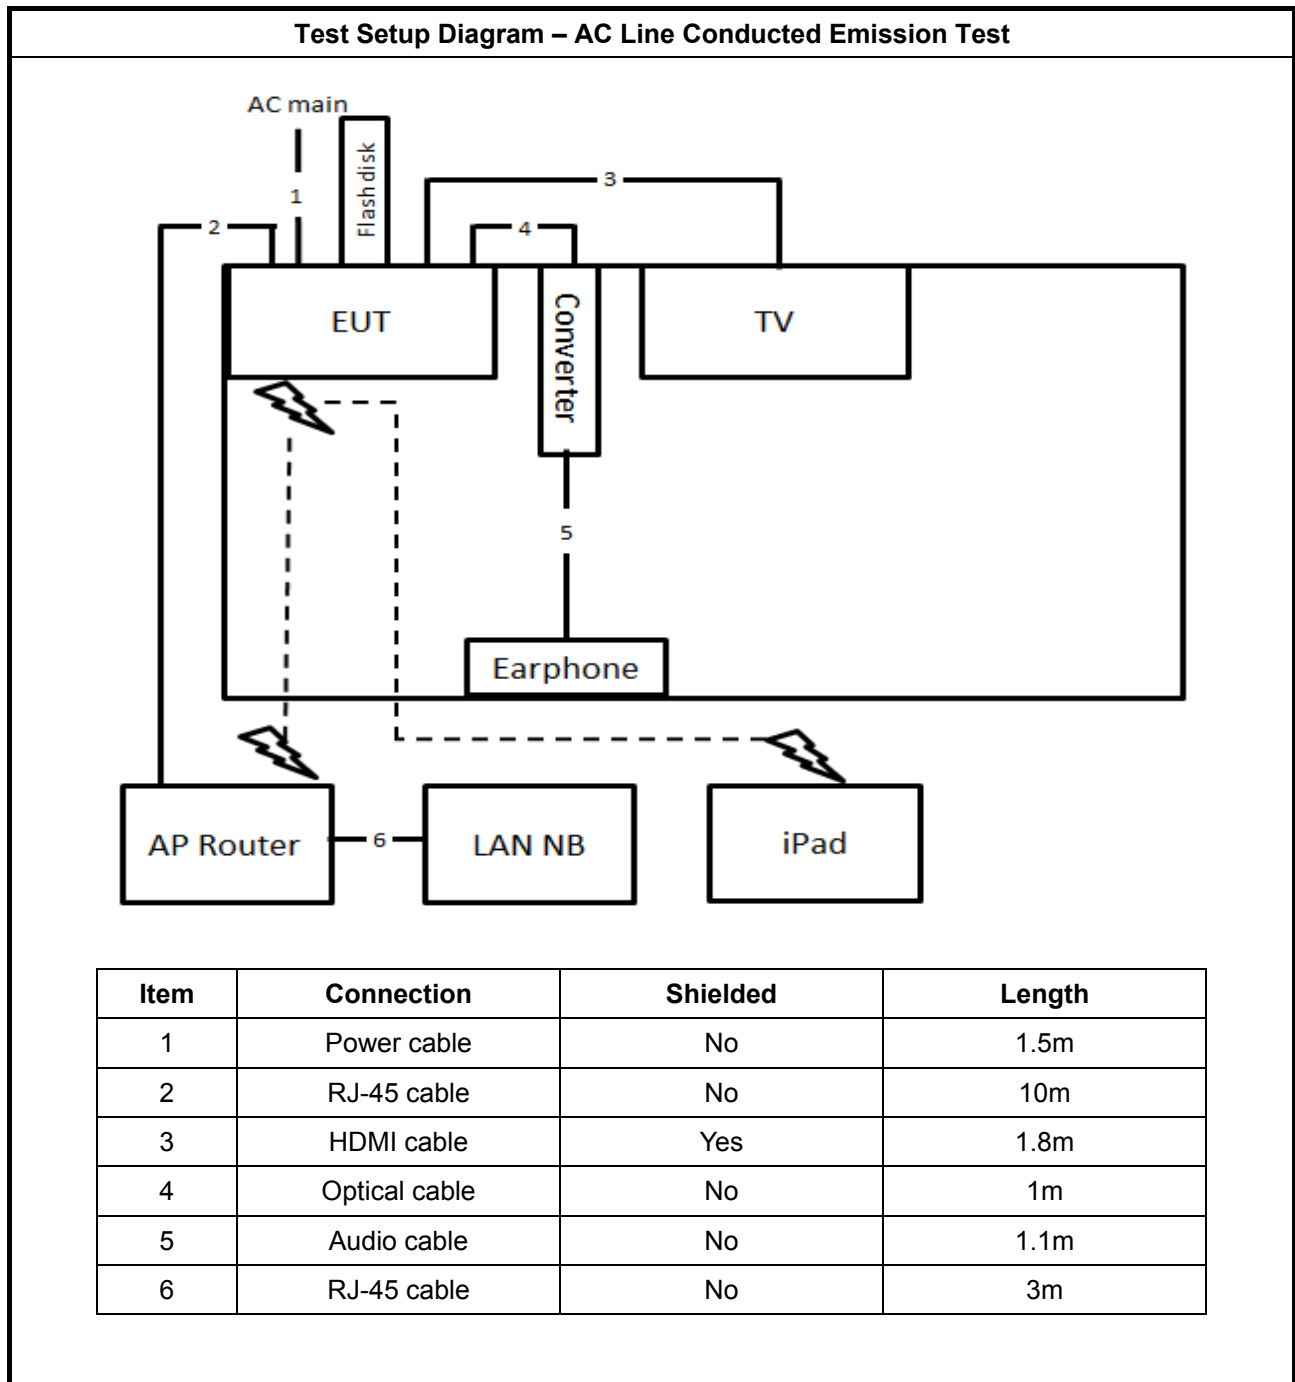 Test Setup Diagram – AC Line Conducted Emission Test
AC main
Flash disk
1
2
3
4
EUT
Converter
TV
5
Earphone
AP Router
6
LAN NB
iPad
Item Connection Shielded Length
1 Power cable No 1.5m
2 RJ-45 cable No 10m
3 HDMI cable Yes 1.8m
4 Optical cable No 1m
5 Audio cable No 1.1m
6 RJ-45 cable No 3m